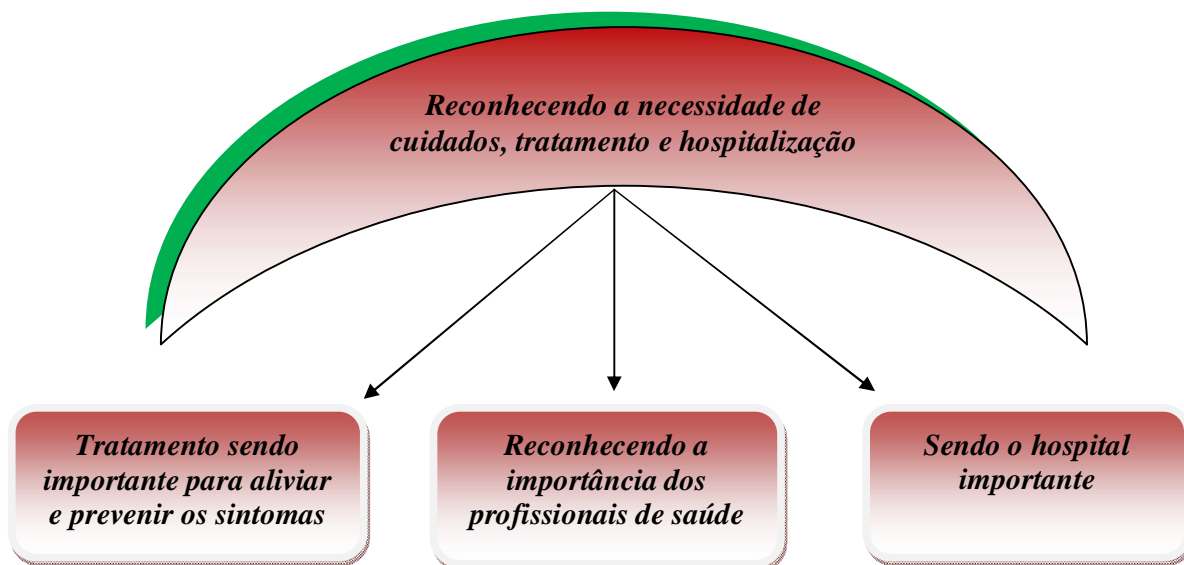 Reconhecendo a necessidade de
cuidados, tratamento e hospitalização
Tratamento sendo
importante para aliviar
e prevenir os sintomas
Reconhecendo a
importância dos
profissionais de saúde
Sendo o hospital
importante